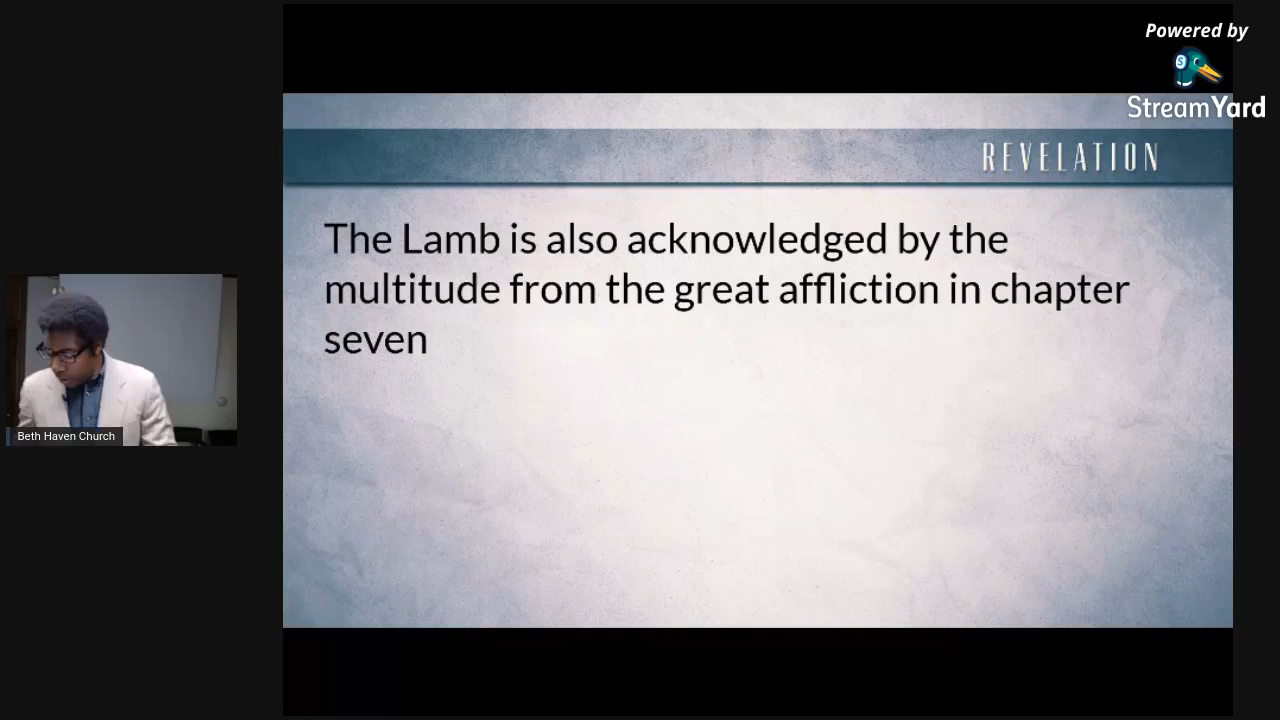 Powered by
StreamYard
REVELATION
The Lamb is also acknowledged by the
multitude from the great affliction in chapter
seven
Beth Haven Church